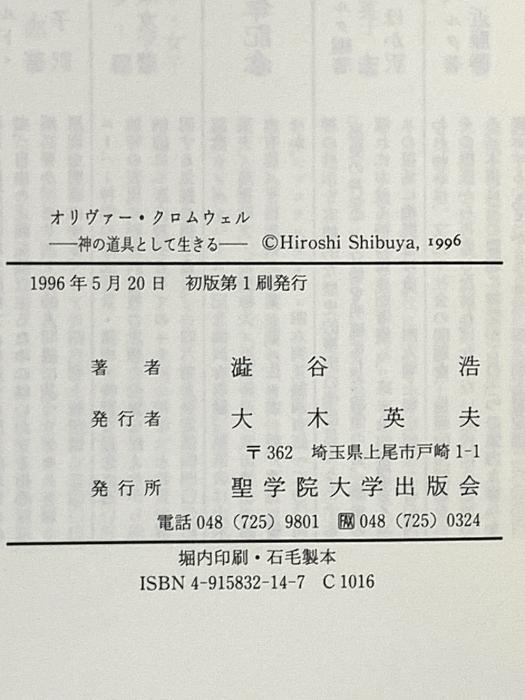 オリヴァー・クロムウェル
――神の道具として生きる―― ©Hiroshi Shibuya, 1996
1996年5月20日 初版第1刷発行
著者 澁谷浩
発行者 大木英夫
〒362 埼玉県上尾市戸崎1-1
発行所 聖学院大学出版会
電話048(725)9801 FAX048(725)0324
堀内印刷・石毛製本
ISBN 4-915832-14-7 C1016